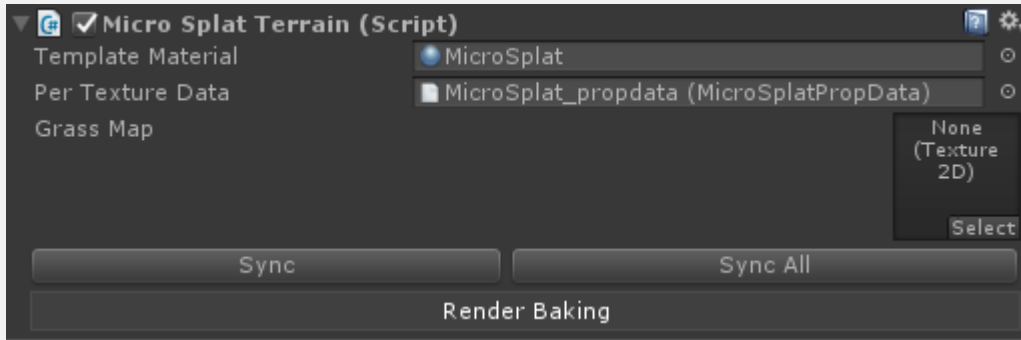 Micro Splat Terrain (Script)
Template Material
MicroSplat
Per Texture Data
MicroSplat_propdata (MicroSplatPropData)
Grass Map
None
(Texture
2D)
Select
Sync
Sync All
Render Baking